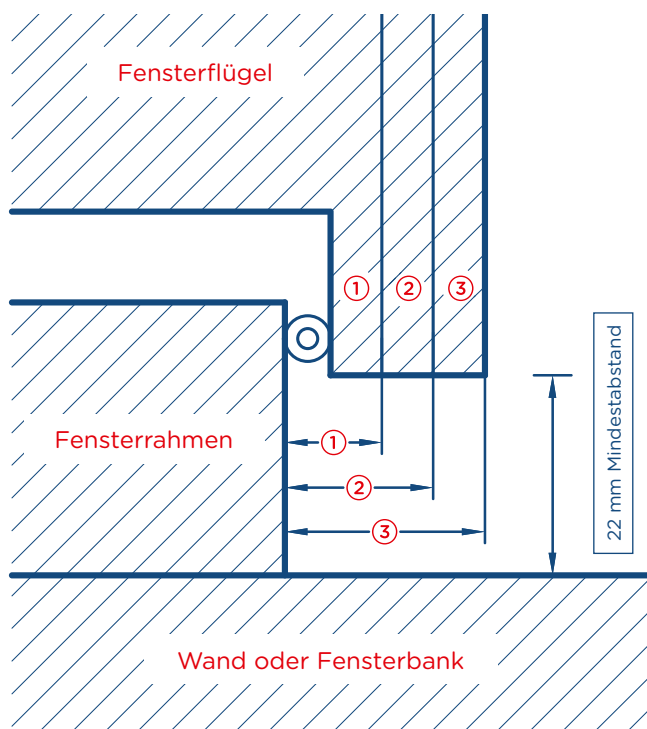 Fensterflügel
1 2 3
22 mm Mindestabstand
Fensterrahmen
1
2
3
Wand oder Fensterbank